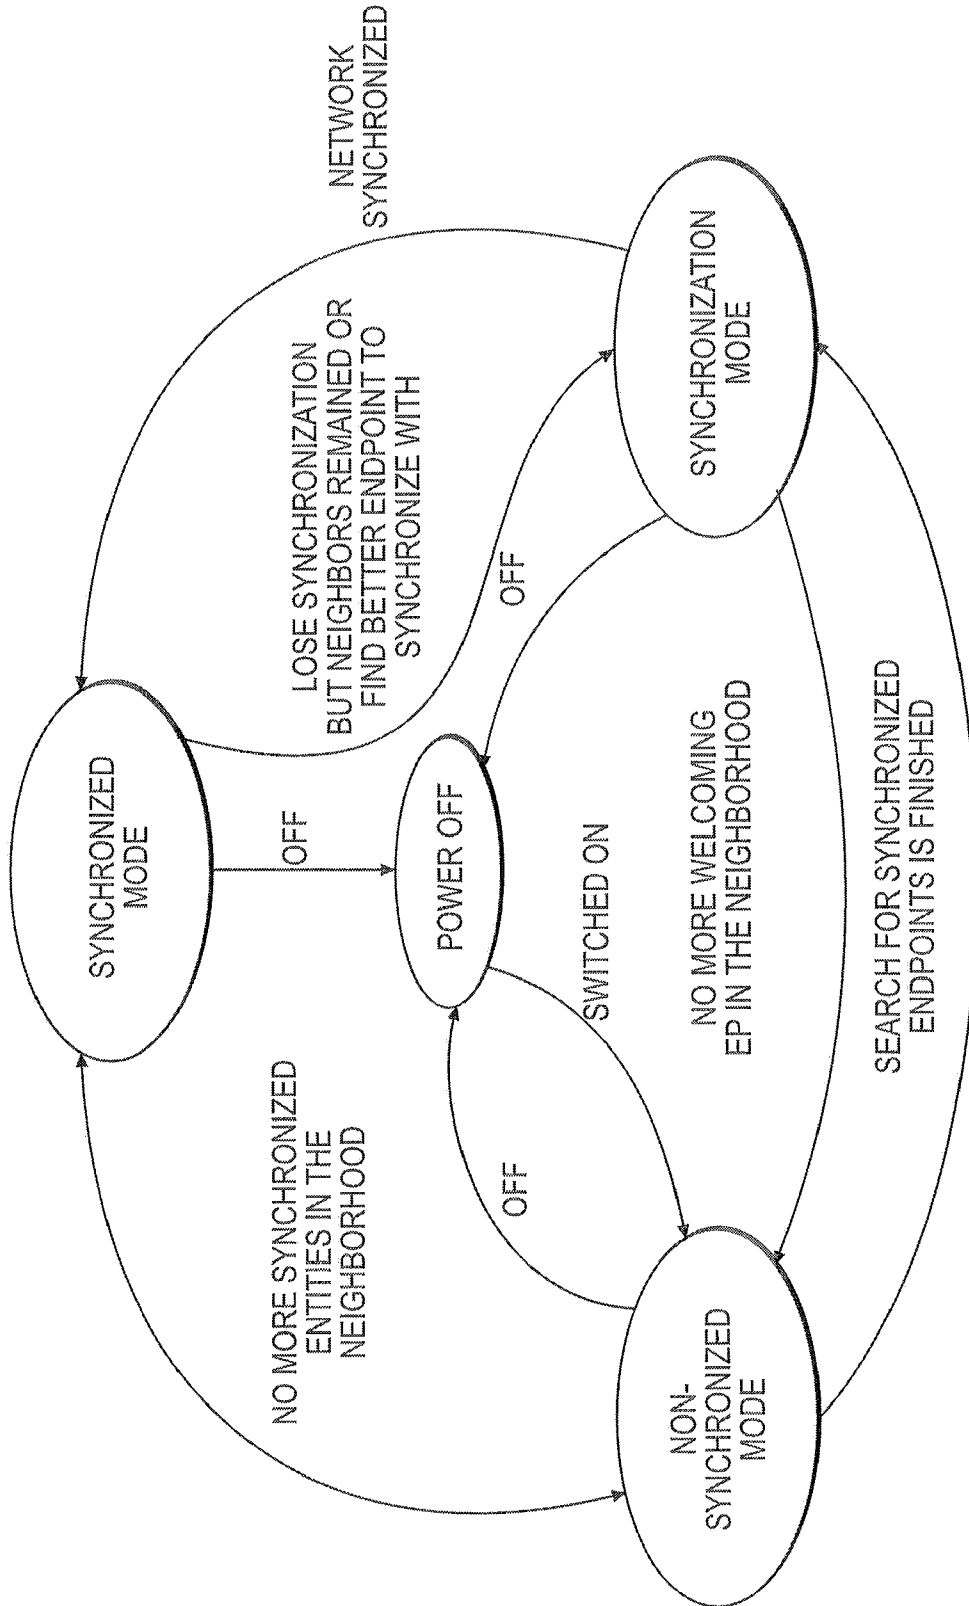 NETWORK
SYNCHRONIZED
SYNCHRONIZED
MODE
LOSE SYNCHRONIZATION
BUT NEIGHBORS REMAINED OR
FIND BETTER ENDPOINT TO
SYNCHRONIZE WITH
NO MORE SYNCHRONIZED
ENTITIES IN THE
NEIGHBORHOOD
OFF
POWER OFF
OFF
OFF
SWITCHED ON
SYNCHRONIZATION
MODE
NON-
SYNCHRONIZED
MODE
NO MORE WELCOMING
EP IN THE NEIGHBORHOOD
SEARCH FOR SYNCHRONIZED
ENDPOINTS IS FINISHED